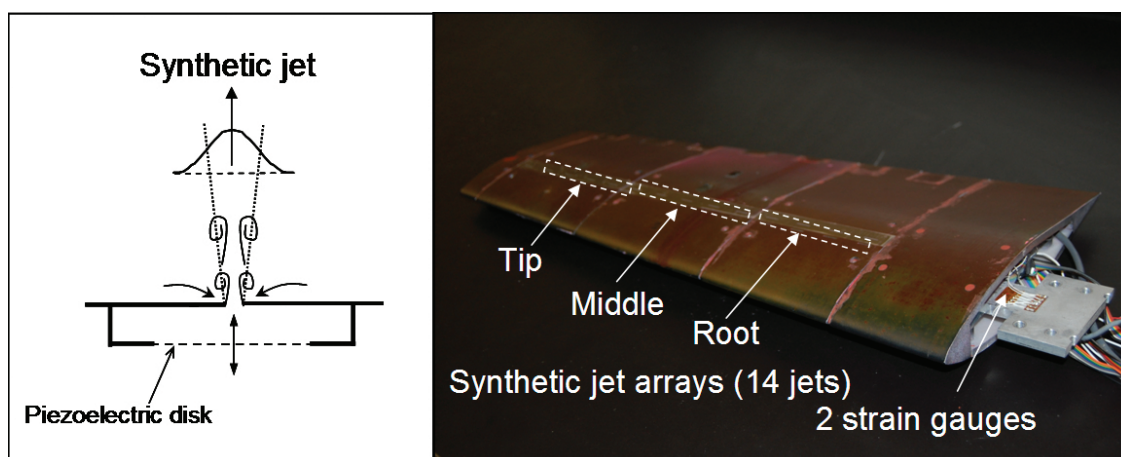 Synthetic jet
Piezoelectric disk
Tip
Middle
Root
Synthetic jet arrays (14 jets)
2 strain gauges